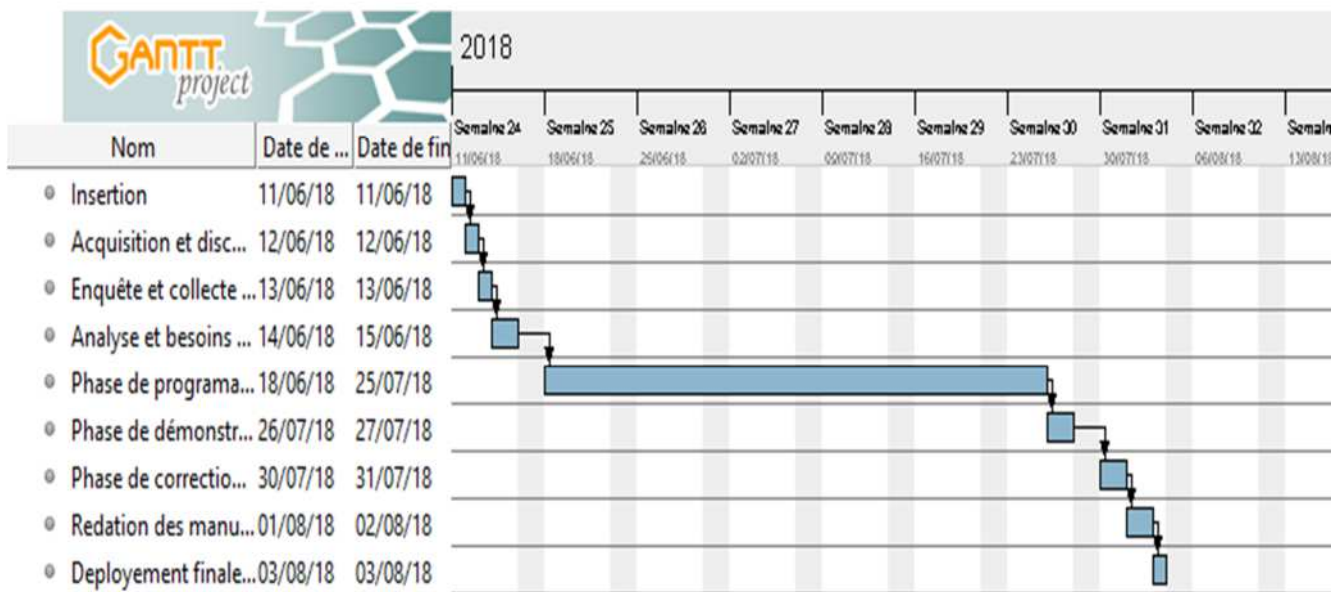 GANTT
project
2018
Semaine 24 Semaine 25 Semaine 26 Semaine 27 Semaine 28 Semaine 29 Semaine 30 Semaine 31 Semaine 32 Semain
11/06/18 18/06/18 25/06/18 02/07/18 09/07/18 16/07/18 23/07/18 30/07/18 06/08/18 13/08/18
Nom Date de ... Date de fin
Insertion 11/06/18 11/06/18
Acquisition et disc... 12/06/18 12/06/18
Enquête et collecte ... 13/06/18 13/06/18
Analyse et besoins ... 14/06/18 15/06/18
Phase de programa... 18/06/18 25/07/18
Phase de démonstr... 26/07/18 27/07/18
Phase de correctio... 30/07/18 31/07/18
Redation des manu... 01/08/18 02/08/18
Deployement finale... 03/08/18 03/08/18